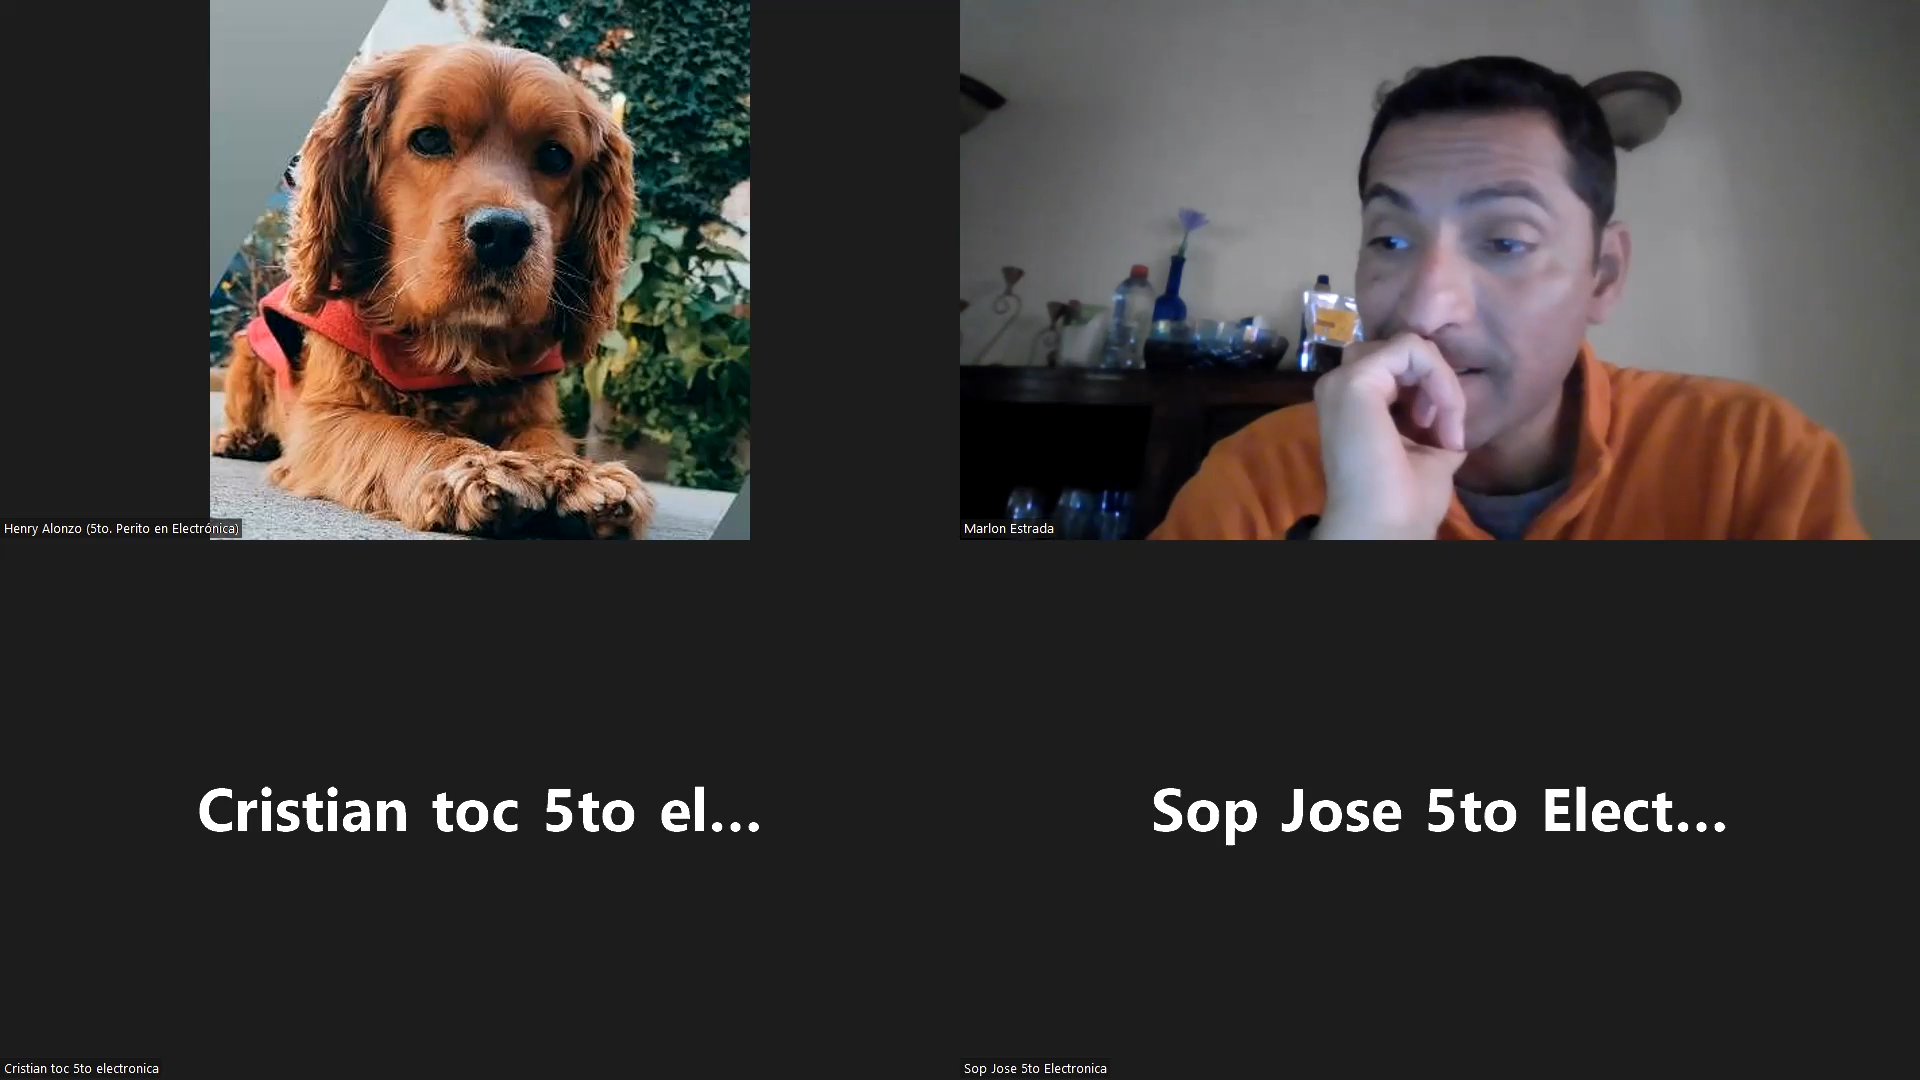 Henry Alonzo (5to. Perito en Electrónica)
Marlon Estrada
Cristian toc 5to el...
Sop Jose 5to Elect...
Cristian toc 5to electronica
Sop Jose 5to Electronica